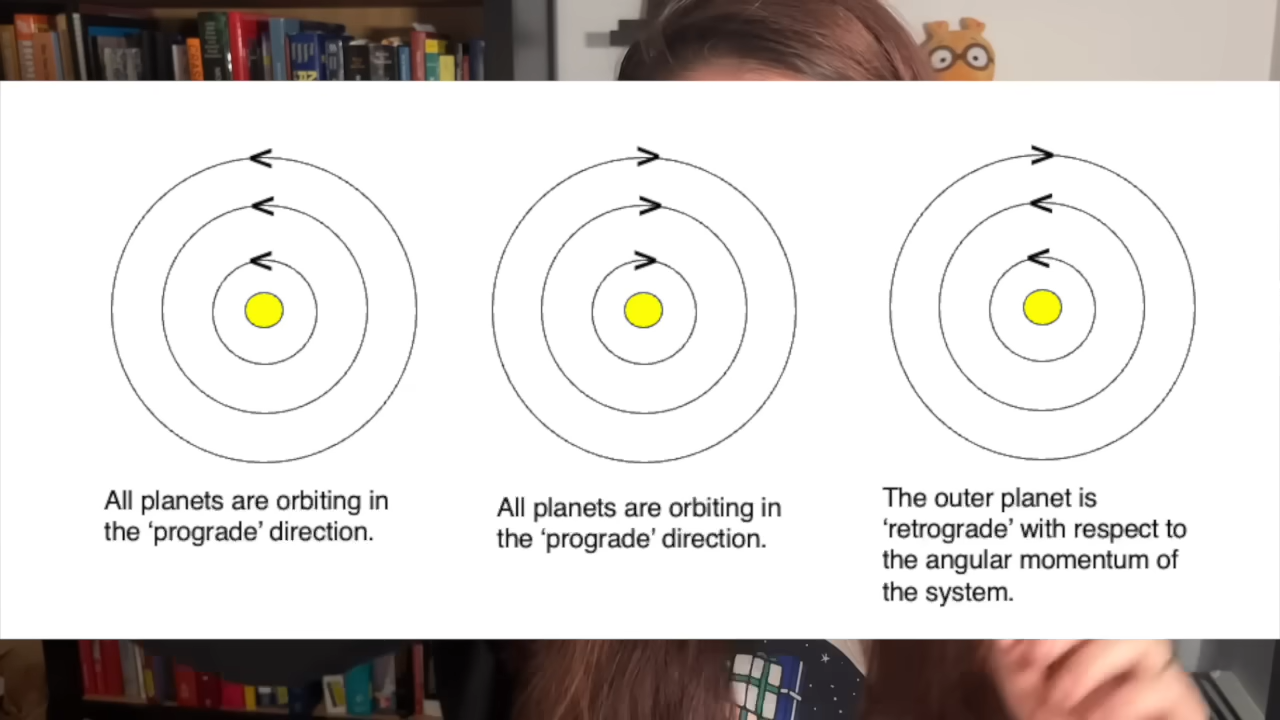 All planets are orbiting in
the ‘prograde’ direction.
All planets are orbiting in
the ‘prograde’ direction.
The outer planet is
‘retrograde’ with respect to
the angular momentum of
the system.